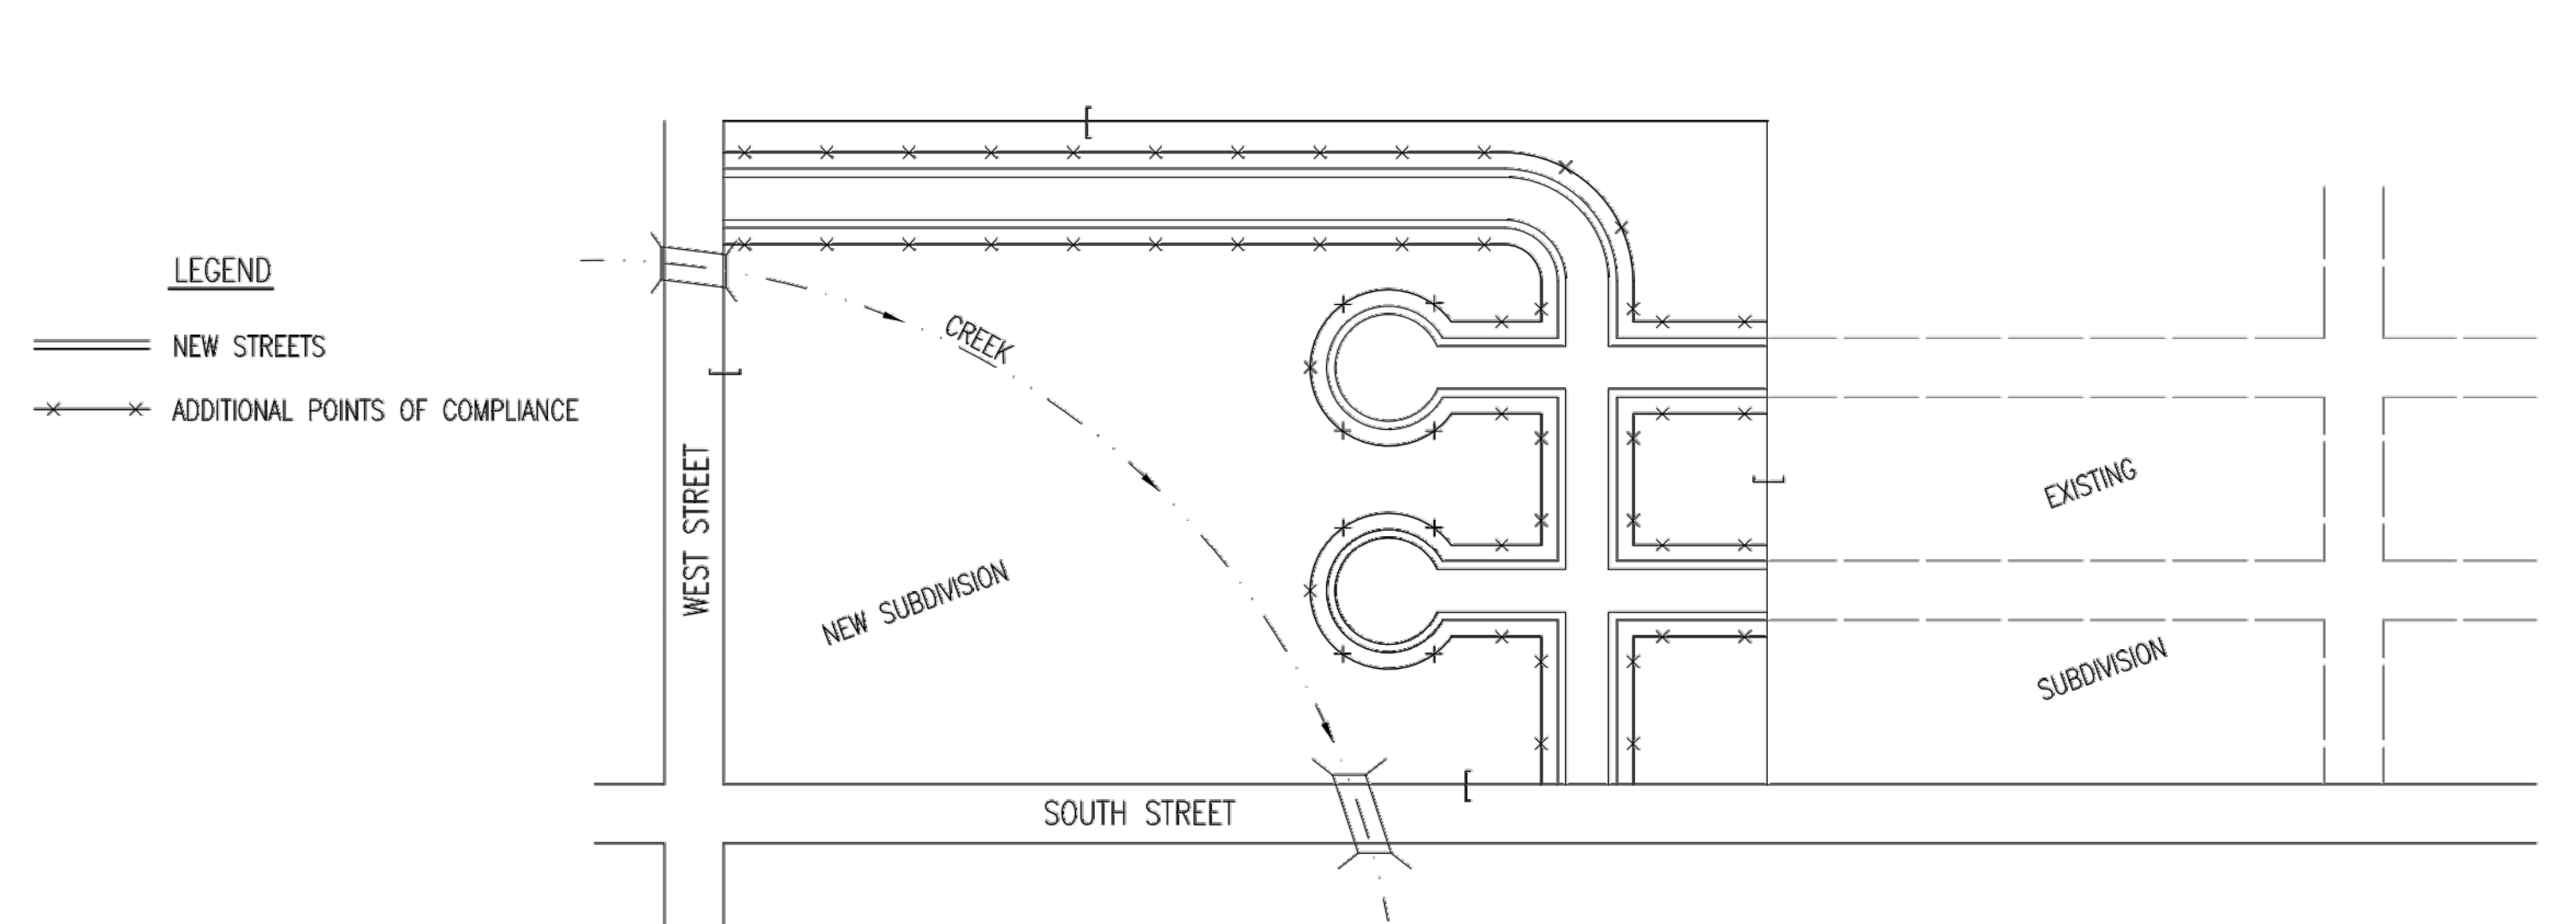 LEGEND
NEW STREETS
ADDITIONAL POINTS OF COMPLIANCE
CREEK
WEST STREET
NEW SUBDIVISION
SOUTH STREET
EXISTING
SUBDIVISION